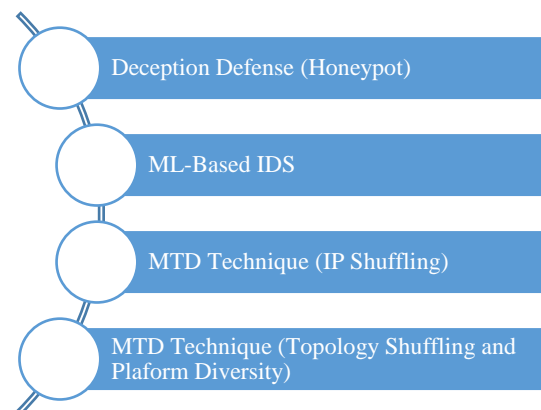 Deception Defense (Honeypot)
ML-Based IDS
MTD Technique (IP Shuffling)
MTD Technique (Topology Shuffling and
Plaform Diversity)